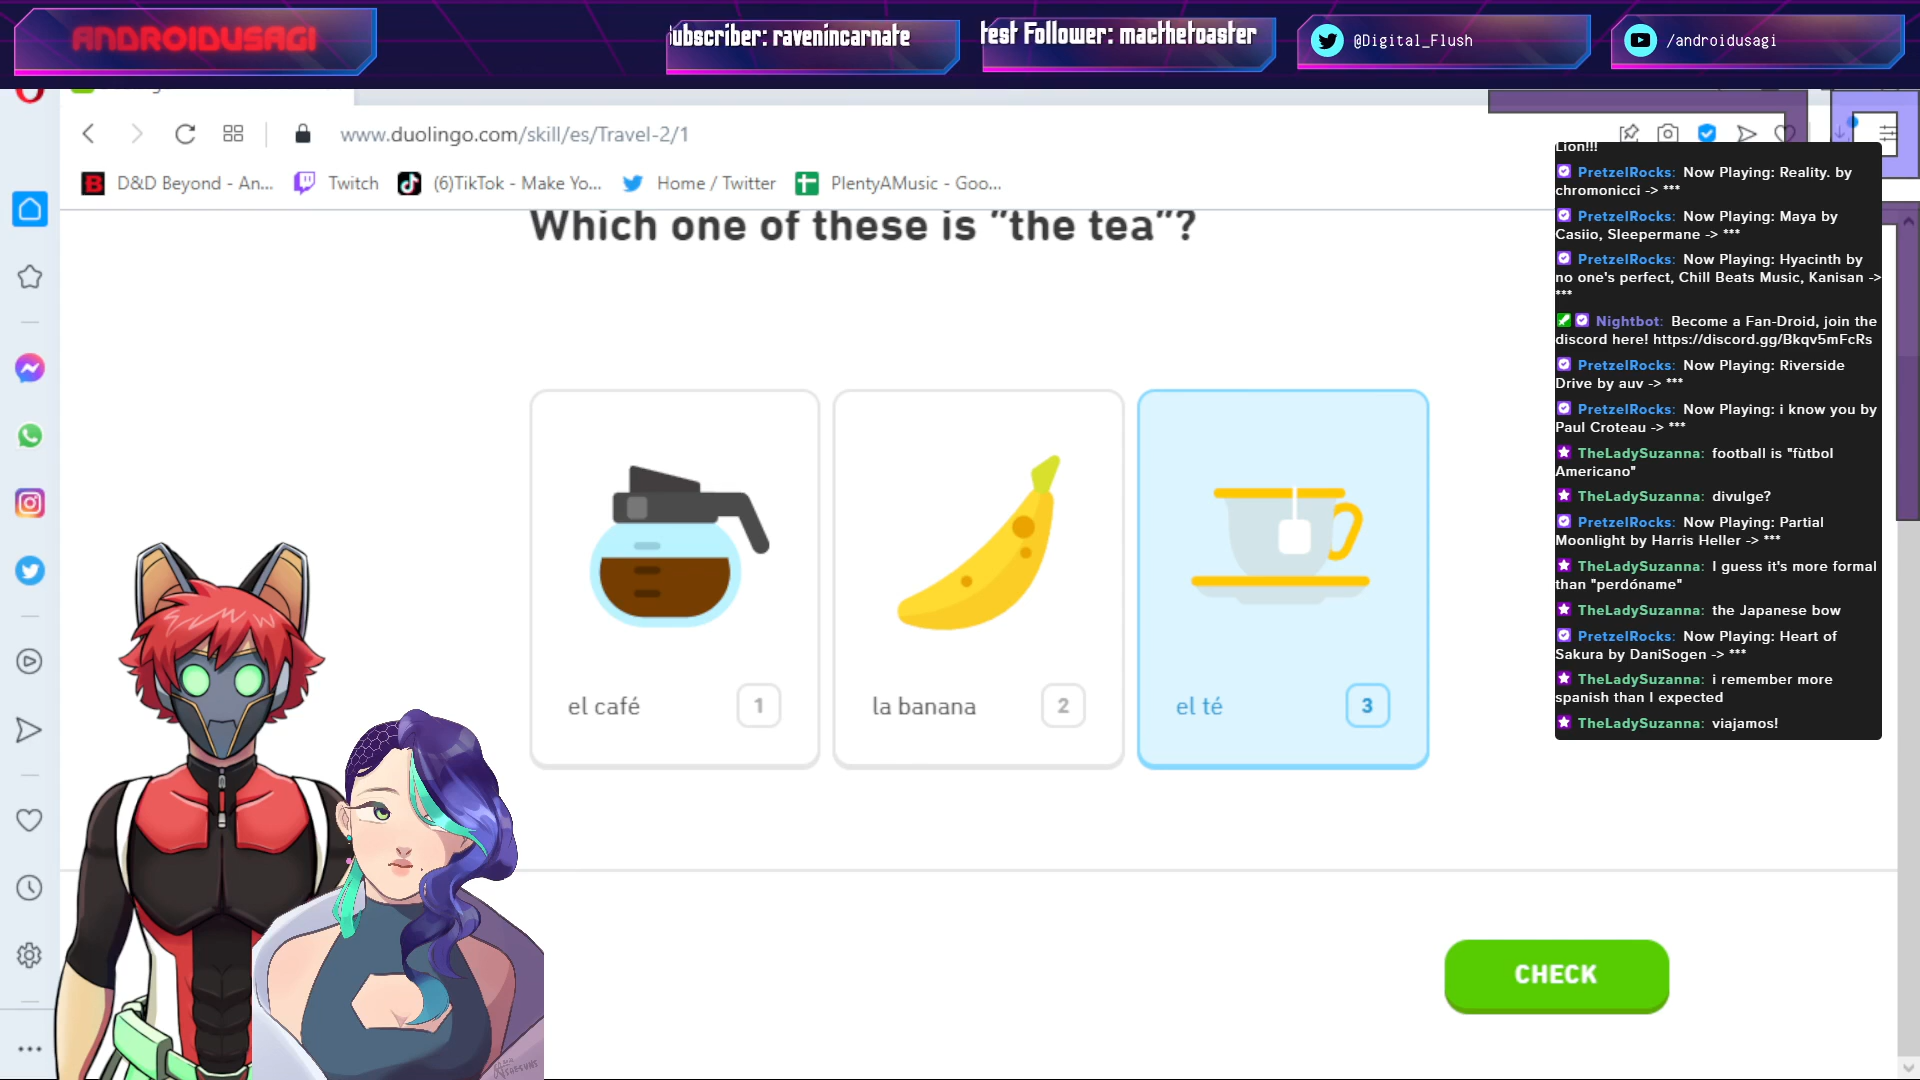 ANDROIDUSAGI
ubscriber: ravenincarnate
test Follower: macthetoaster
@Digital_Flush
/androidusagi
www.duolingo.com/skill/es/Travel-2/1
D&D Beyond - An...
Twitch
(6)TikTok - Make Yo...
Home / Twitter
PlentyAMusic - Goo...
Which one of these is "the tea"?
el café
1
la banana
2
el té
3
CHECK
Lion!!!
PretzelRocks: Now Playing: Reality. by
chromonicci -> ***
PretzelRocks: Now Playing: Maya by
Casiio, Sleepermane -> ***
PretzelRocks: Now Playing: Hyacinth by
no one's perfect, Chill Beats Music, Kanisan ->
***
Nightbot: Become a Fan-Droid, join the
discord here! https://discord.gg/Bkqv5mFcRs
PretzelRocks: Now Playing: Riverside
Drive by auv -> ***
PretzelRocks: Now Playing: i know you by
Paul Croteau -> ***
TheLadySuzanna: football is "fùtbol
Americano"
TheLadySuzanna: divulge?
PretzelRocks: Now Playing: Partial
Moonlight by Harris Heller -> ***
TheLadySuzanna: I guess it's more formal
than "perdóname"
TheLadySuzanna: the Japanese bow
PretzelRocks: Now Playing: Heart of
Sakura by DaniSogen -> ***
TheLadySuzanna: i remember more
spanish than I expected
TheLadySuzanna: viajamos!